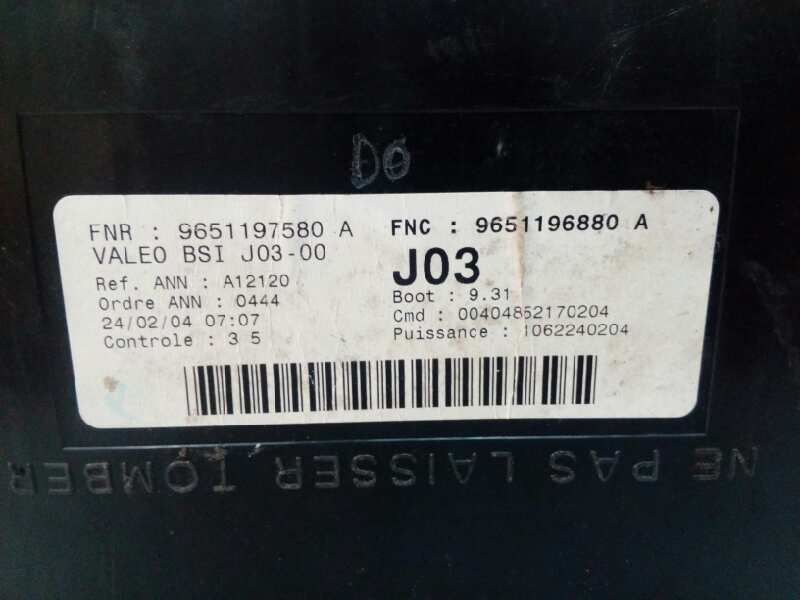 DO
FNR : 9651197580 A
FNC : 9651196880 A
VALEO BSI J03-00
J03
Ref. ANN : A12120
Boot : 9.31
Ordre ANN : 0444
Cmd : 00404852170204
24/02/04 07:07
Puissance : 1062240204
Controle : 3 5
NE PAS LAISSER TOMBER